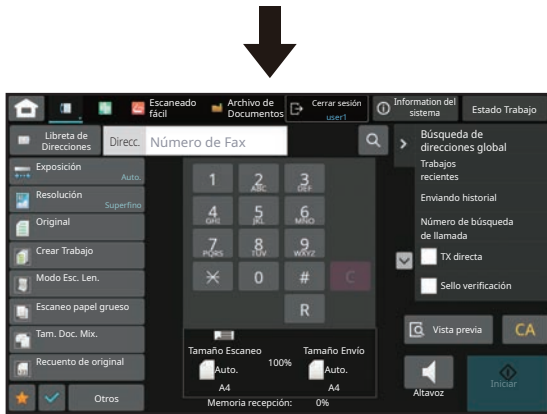 Escaneado
fácil
Archivo de
Documentos
Cerrar sesión
user1
Information del
sistema
Estado Trabajo
Libreta de
Direcciones
Direcc.
Número de Fax
Exposición
Auto.
Resolución
Superfino
Original
Crear Trabajo
Modo Esc. Len.
Escaneo papel grueso
Tam. Doc. Mix.
Recuento de original
Otros
1
2 ABC
3 DEF
4 GHI
5 JKL
6 MNO
7 PQRS
8 TUV
9 WXYZ
0
#
C
R
Tamaño Escaneo
100%
Tamaño Envío
Auto.
A4
Auto.
A4
Memoria recepción: 0%
Búsqueda de
direcciones global
Trabajos
recientes
Enviando historial
Número de búsqueda
de llamada
TX directa
Sello verificación
Vista previa
CA
Altavoz
Iniciar